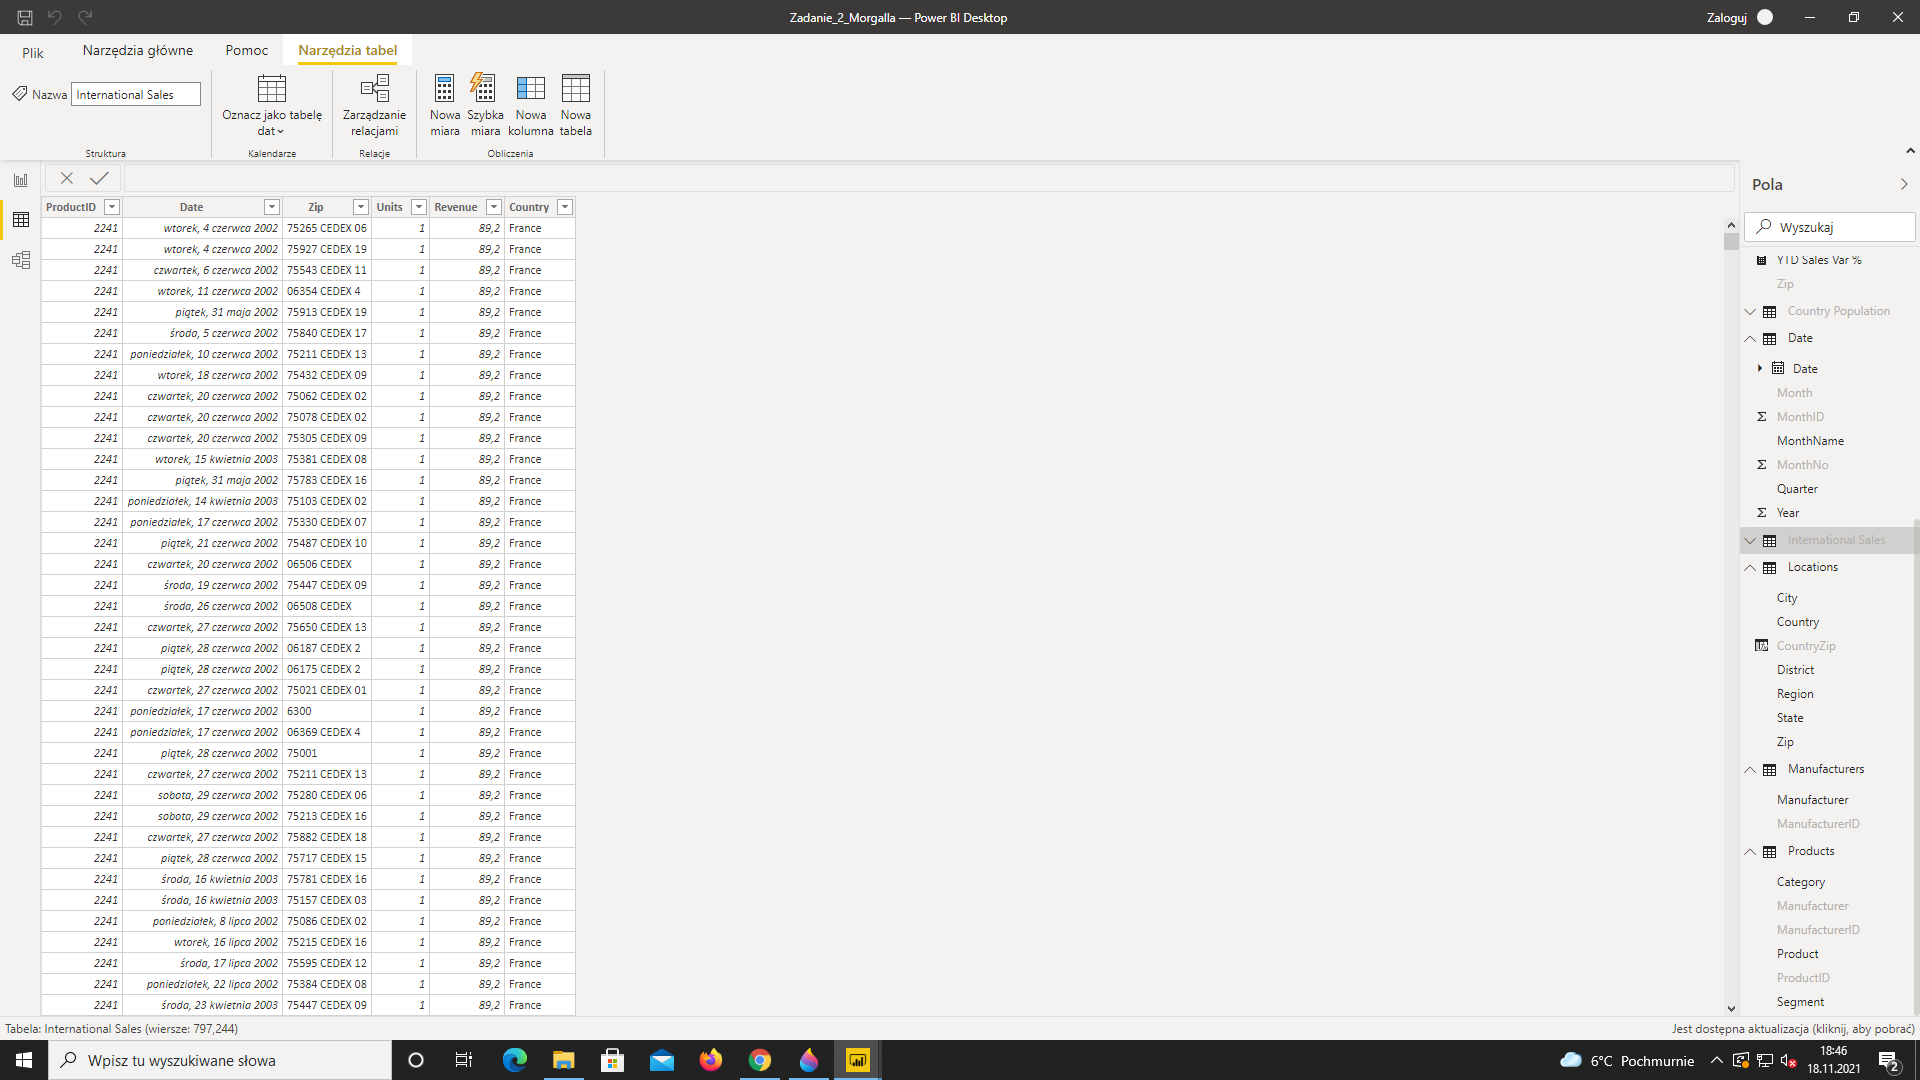 Zadanie_2_Morgalla — Power BI Desktop
Zaloguj
Plik
Narzędzia główne
Pomoc
Narzędzia tabel
Nazwa
International Sales
Struktura
Oznacz jako tabelę
dat
Kalendarze
Zarządzanie
relacjami
Relacje
Nowa
miara
Szybka
miara
Nowa
kolumna
Nowa
tabela
Obliczenia
ProductID Date Zip Units Revenue Country
2241 wtorek, 4 czerwca 2002 75265 CEDEX 06 1 89,2 France
2241 wtorek, 4 czerwca 2002 75927 CEDEX 19 1 89,2 France
2241 czwartek, 6 czerwca 2002 75543 CEDEX 11 1 89,2 France
2241 wtorek, 11 czerwca 2002 06354 CEDEX 4 1 89,2 France
2241 piątek, 31 maja 2002 75913 CEDEX 19 1 89,2 France
2241 środa, 5 czerwca 2002 75840 CEDEX 17 1 89,2 France
2241 poniedziałek, 10 czerwca 2002 75211 CEDEX 13 1 89,2 France
2241 wtorek, 18 czerwca 2002 75432 CEDEX 09 1 89,2 France
2241 czwartek, 20 czerwca 2002 75062 CEDEX 02 1 89,2 France
2241 czwartek, 20 czerwca 2002 75078 CEDEX 02 1 89,2 France
2241 czwartek, 20 czerwca 2002 75305 CEDEX 09 1 89,2 France
2241 wtorek, 15 kwietnia 2003 75381 CEDEX 08 1 89,2 France
2241 piątek, 31 maja 2002 75783 CEDEX 16 1 89,2 France
2241 poniedziałek, 14 kwietnia 2003 75103 CEDEX 02 1 89,2 France
2241 poniedziałek, 17 czerwca 2002 75330 CEDEX 07 1 89,2 France
2241 piątek, 21 czerwca 2002 75487 CEDEX 10 1 89,2 France
2241 czwartek, 20 czerwca 2002 06506 CEDEX 1 89,2 France
2241 środa, 19 czerwca 2002 75447 CEDEX 09 1 89,2 France
2241 środa, 26 czerwca 2002 06508 CEDEX 1 89,2 France
2241 czwartek, 27 czerwca 2002 75650 CEDEX 13 1 89,2 France
2241 piątek, 28 czerwca 2002 06187 CEDEX 2 1 89,2 France
2241 piątek, 28 czerwca 2002 06175 CEDEX 2 1 89,2 France
2241 czwartek, 27 czerwca 2002 75021 CEDEX 01 1 89,2 France
2241 poniedziałek, 17 czerwca 2002 6300 1 89,2 France
2241 poniedziałek, 17 czerwca 2002 06369 CEDEX 4 1 89,2 France
2241 piątek, 28 czerwca 2002 75001 1 89,2 France
2241 czwartek, 27 czerwca 2002 75211 CEDEX 13 1 89,2 France
2241 sobota, 29 czerwca 2002 75280 CEDEX 06 1 89,2 France
2241 sobota, 29 czerwca 2002 75213 CEDEX 16 1 89,2 France
2241 czwartek, 27 czerwca 2002 75882 CEDEX 18 1 89,2 France
2241 piątek, 28 czerwca 2002 75717 CEDEX 15 1 89,2 France
2241 środa, 16 kwietnia 2003 75781 CEDEX 16 1 89,2 France
2241 środa, 16 kwietnia 2003 75157 CEDEX 03 1 89,2 France
2241 poniedziałek, 8 lipca 2002 75086 CEDEX 02 1 89,2 France
2241 wtorek, 16 lipca 2002 75215 CEDEX 16 1 89,2 France
2241 środa, 17 lipca 2002 75595 CEDEX 12 1 89,2 France
2241 poniedziałek, 22 lipca 2002 75384 CEDEX 08 1 89,2 France
2241 środa, 23 kwietnia 2003 75447 CEDEX 09 1 89,2 France
Pola
Wyszukaj
YTD Sales Var %
Zip
Country Population
Date
Date
Month
MonthID
MonthName
MonthNo
Quarter
Year
International Sales
Locations
City
Country
CountryZip
District
Region
State
Zip
Manufacturers
Manufacturer
ManufacturerID
Products
Category
Manufacturer
ManufacturerID
Product
ProductID
Segment
Tabela: International Sales (wiersze: 797,244)
Jest dostępna aktualizacja (kliknij, aby pobrać)
Wpisz tu wyszukiwane słowa
6°C Pochmurnie
18:46
18.11.2021
2